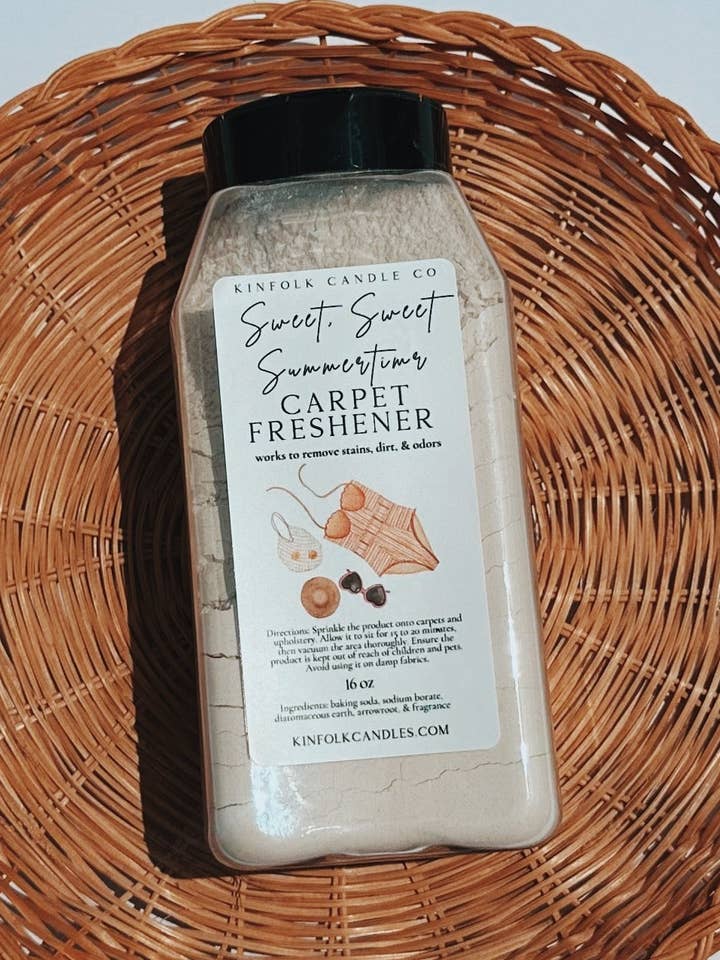 KINFOLK CANDLE CO
Sweet, Sweet
Summertime
CARPET
FRESHENER
works to remove stains, dirt, & odors
Directions: Sprinkle the product onto carpets and
upholstery. Allow it to sit for 15 to 20 minutes,
then vacuum the area thoroughly. Ensure the
product is kept out of reach of children and pets.
Avoid using it on damp fabrics.
16 oz
Ingredients: baking soda, sodium borate,
diatomaceous earth, arrowroot, & fragrance
KINFOLKCANDLES.COM